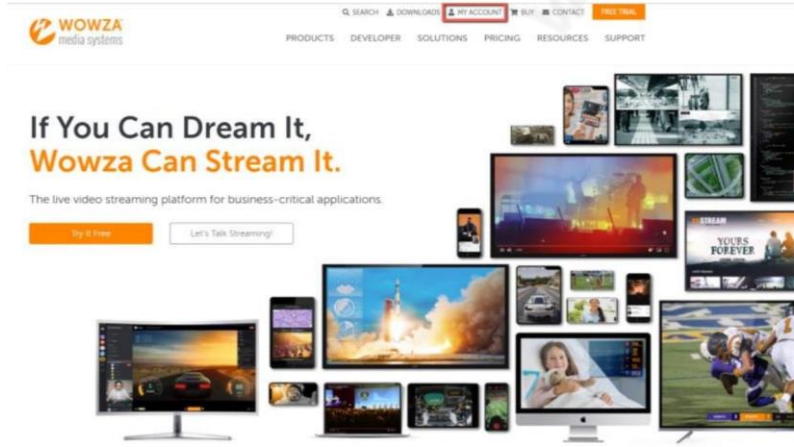 SEARCH DOWNLOADS MY ACCOUNT BUY CONTACT FREE TRIAL
WOWZA
media systems
PRODUCTS DEVELOPER SOLUTIONS PRICING RESOURCES SUPPORT
If You Can Dream It,
Wowza Can Stream It.
The live video streaming platform for business-critical applications.
Try It Free
Let's Talk Streaming!
STREAM
YOURS
FOREVER